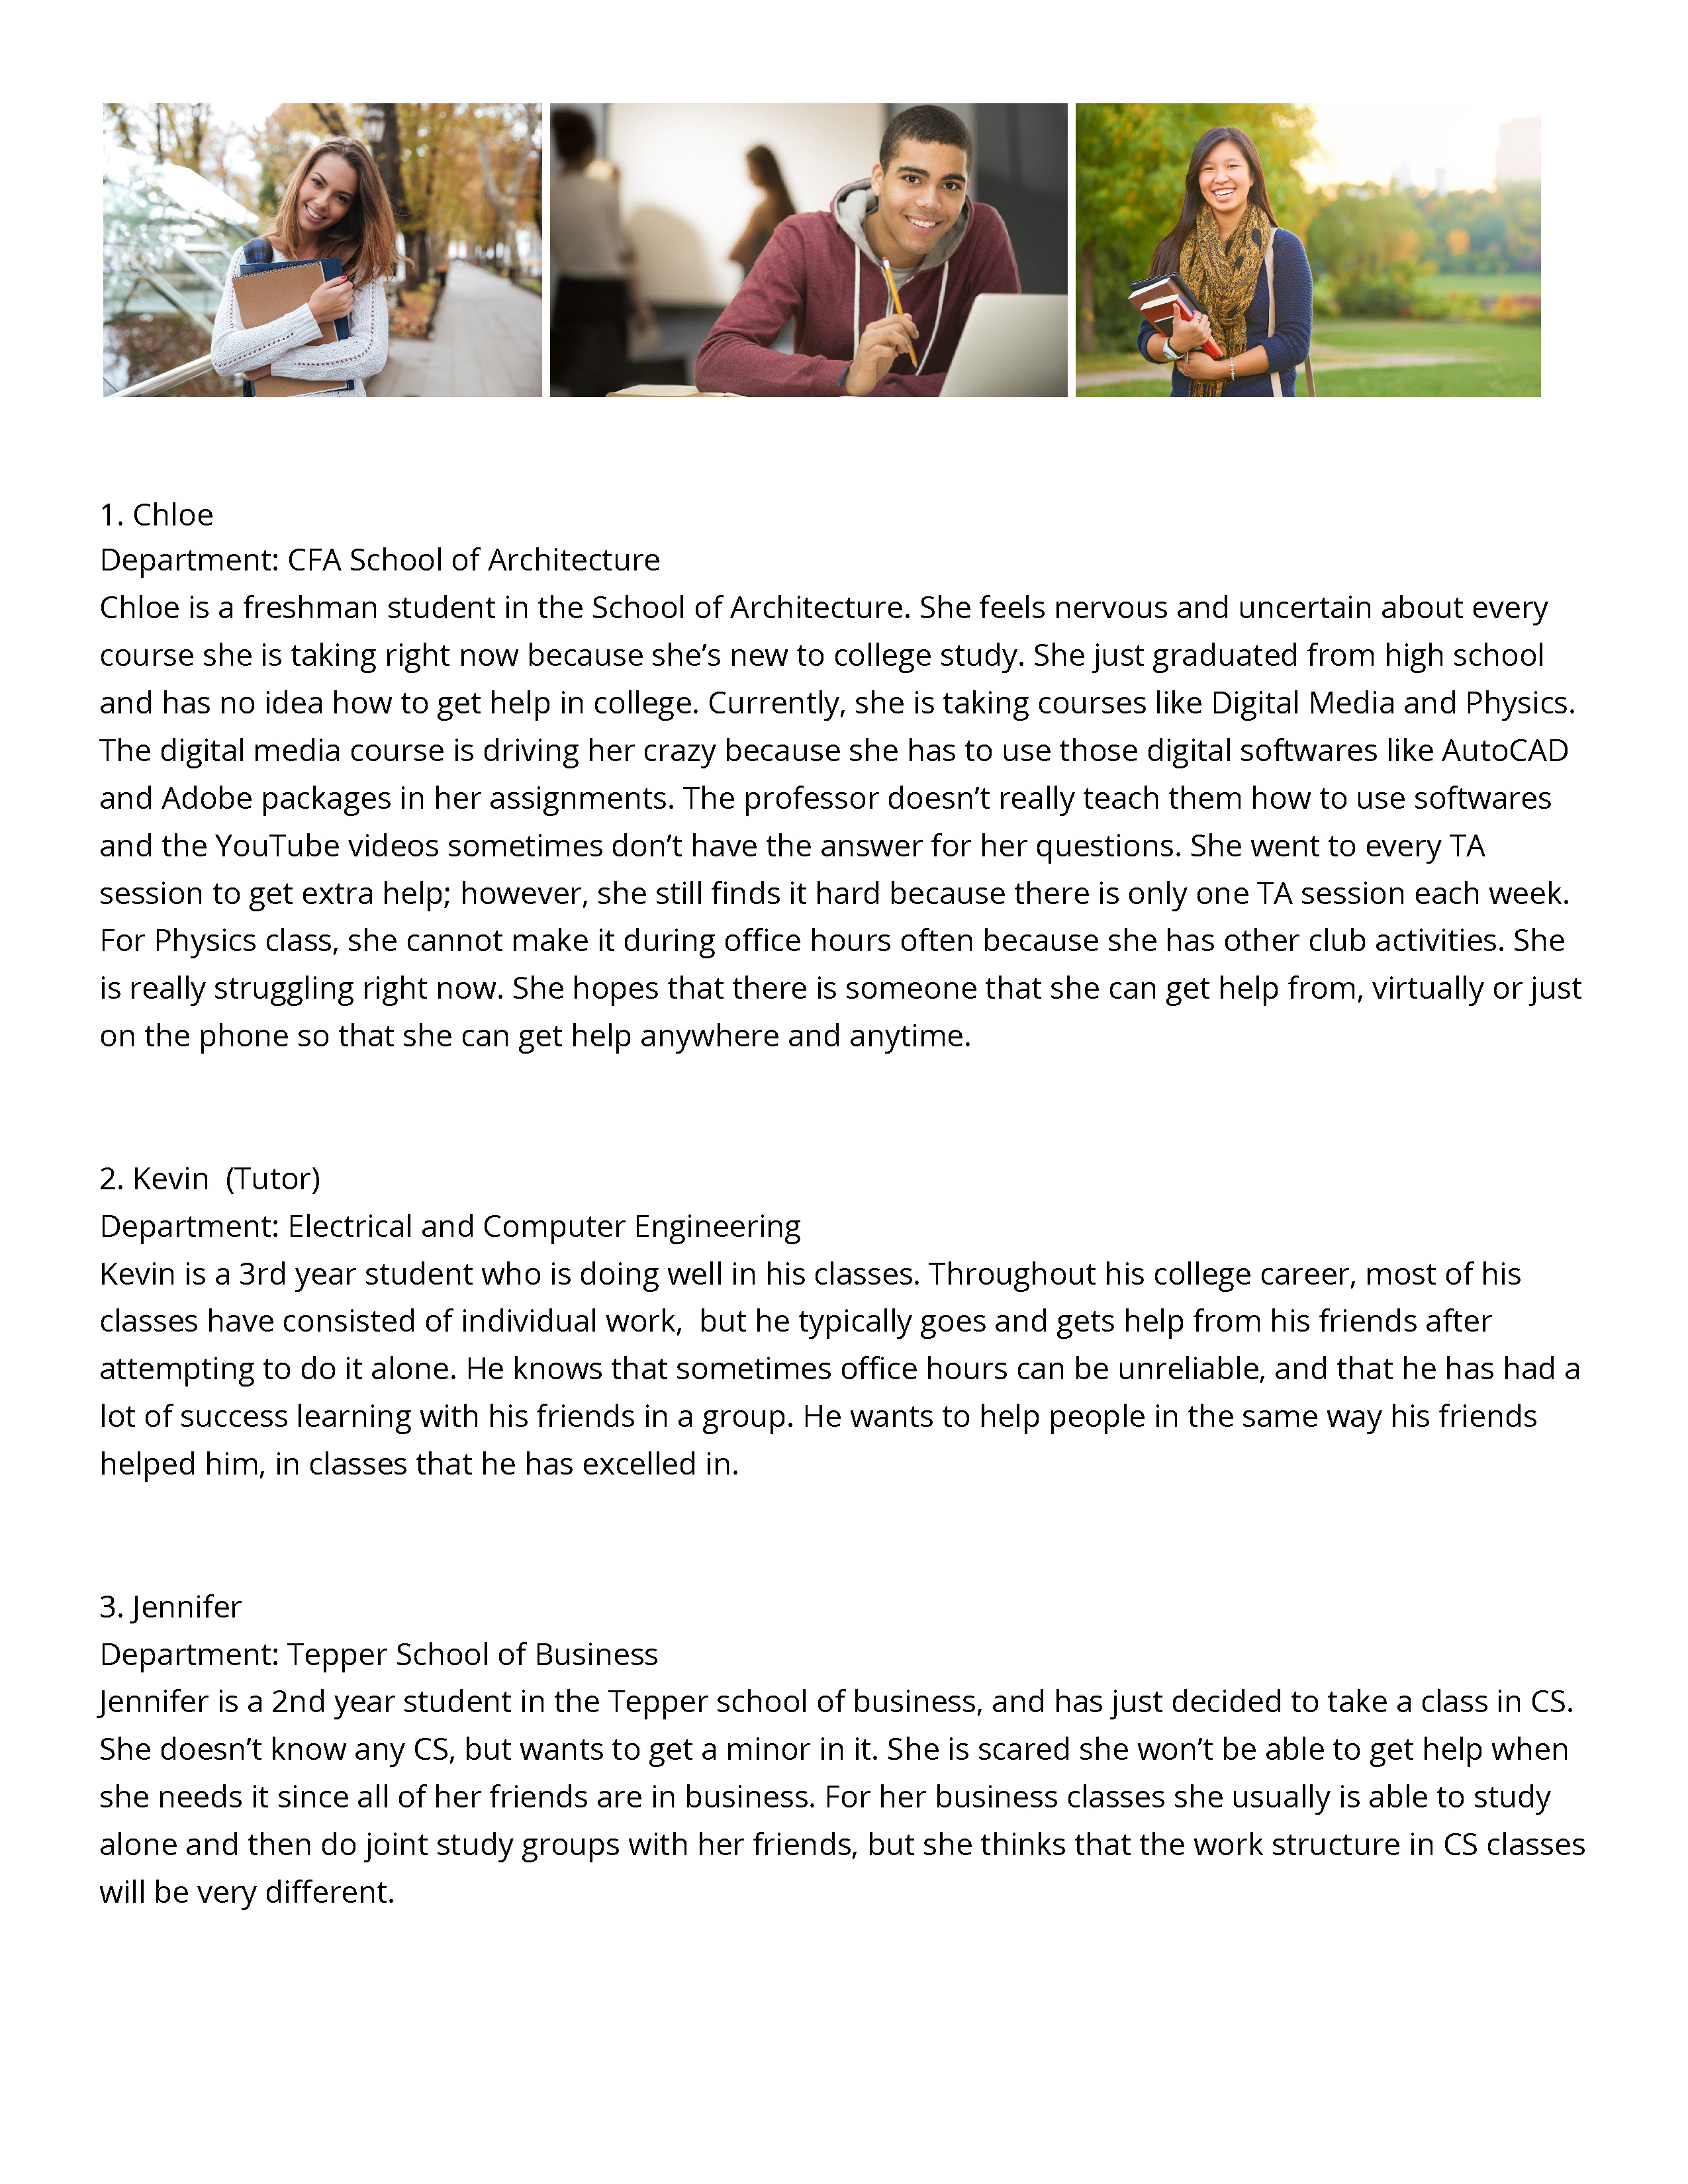 1. Chloe
Department: CFA School of Architecture
Chloe is a freshman student in the School of Architecture. She feels nervous and uncertain about every
course she is taking right now because she’s new to college study. She just graduated from high school
and has no idea how to get help in college. Currently, she is taking courses like Digital Media and Physics.
The digital media course is driving her crazy because she has to use those digital softwares like AutoCAD
and Adobe packages in her assignments. The professor doesn’t really teach them how to use softwares
and the YouTube videos sometimes don’t have the answer for her questions. She went to every TA
session to get extra help; however, she still finds it hard because there is only one TA session each week.
For Physics class, she cannot make it during office hours often because she has other club activities. She
is really struggling right now. She hopes that there is someone that she can get help from, virtually or just
on the phone so that she can get help anywhere and anytime.
2. Kevin  (Tutor)
Department: Electrical and Computer Engineering
Kevin is a 3rd year student who is doing well in his classes. Throughout his college career, most of his
classes have consisted of individual work,  but he typically goes and gets help from his friends after
attempting to do it alone. He knows that sometimes office hours can be unreliable, and that he has had a
lot of success learning with his friends in a group. He wants to help people in the same way his friends
helped him, in classes that he has excelled in.
3. Jennifer
Department: Tepper School of Business
Jennifer is a 2nd year student in the Tepper school of business, and has just decided to take a class in CS.
She doesn’t know any CS, but wants to get a minor in it. She is scared she won’t be able to get help when
she needs it since all of her friends are in business. For her business classes she usually is able to study
alone and then do joint study groups with her friends, but she thinks that the work structure in CS classes
will be very different.